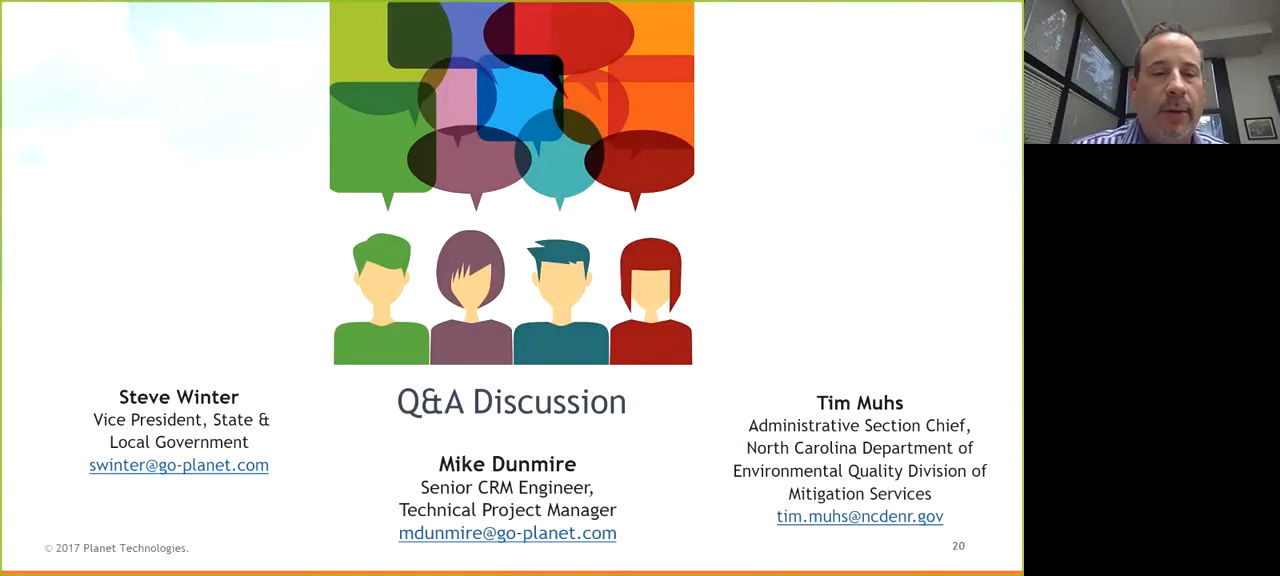 Steve Winter
Vice President, State &
Local Government
swinter@go-planet.com
Q&A Discussion
Mike Dunmire
Senior CRM Engineer,
Technical Project Manager
mdunmire@go-planet.com
Tim Muhs
Administrative Section Chief,
North Carolina Department of
Environmental Quality Division of
Mitigation Services
tim.muhs@ncdenr.gov
© 2017 Planet Technologies.
20